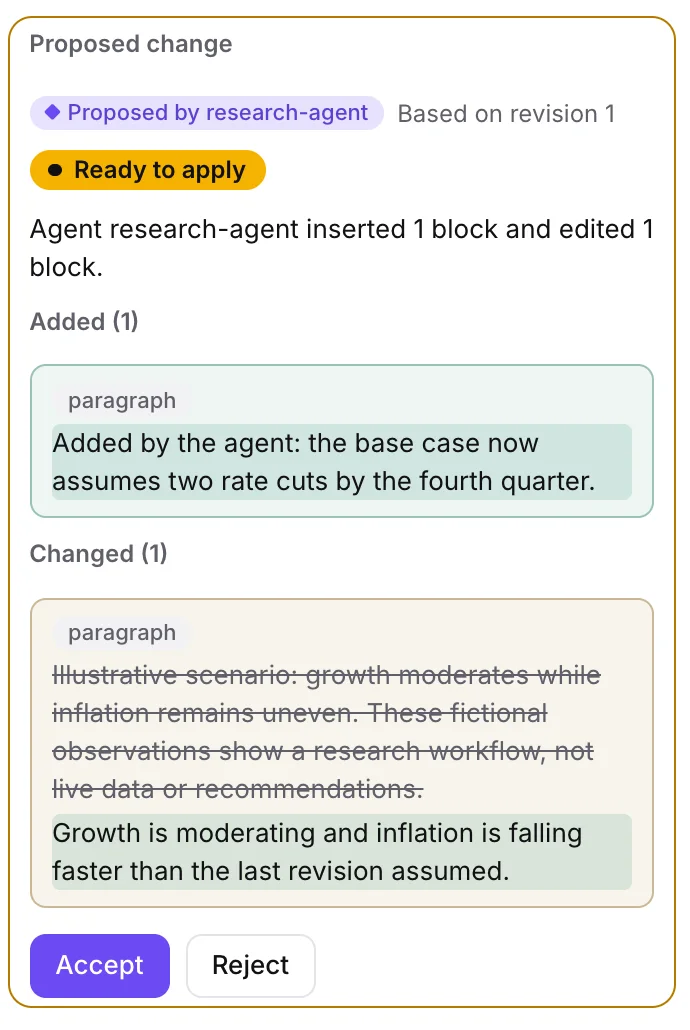 Proposed change
Proposed by research-agent Based on revision 1
Ready to apply
Agent research-agent inserted 1 block and edited 1
block.
Added (1)
paragraph
Added by the agent: the base case now
assumes two rate cuts by the fourth quarter.
Changed (1)
paragraph
Illustrative scenario: growth moderates while
inflation remains uneven. These fictional
observations show a research workflow, not
live data or recommendations.
Growth is moderating and inflation is falling
faster than the last revision assumed.
Accept Reject